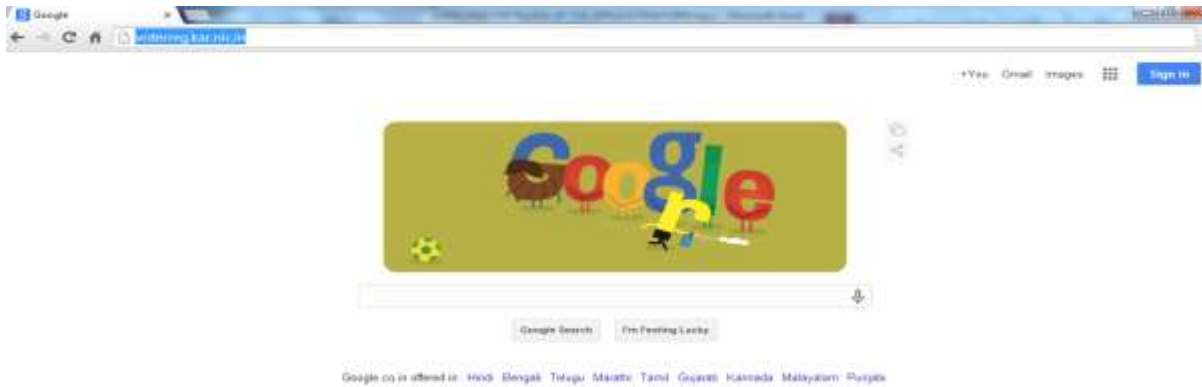 Google
voterreg.kar.nic.in
+You Gmail Images
Sign in
Google
Google Search I'm Feeling Lucky
Google.co.in offered in: Hindi Bengali Telugu Marathi Tamil Gujarati Kannada Malayalam Punjabi